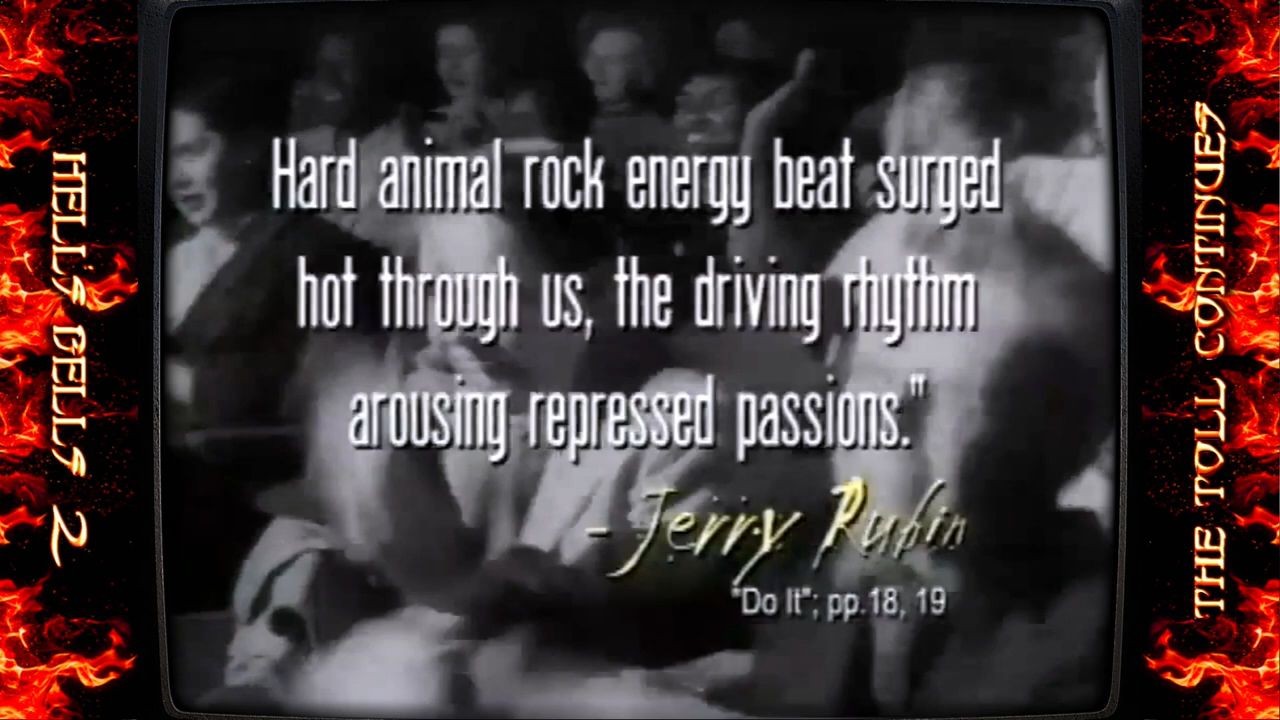 HELL'S BELLS 2
Hard animal rock energy beat surged
hot through us, the driving rhythm
arousing repressed passions."
- Jerry Rubin
"Do It"; pp.18, 19
THE TOLL CONTINUES